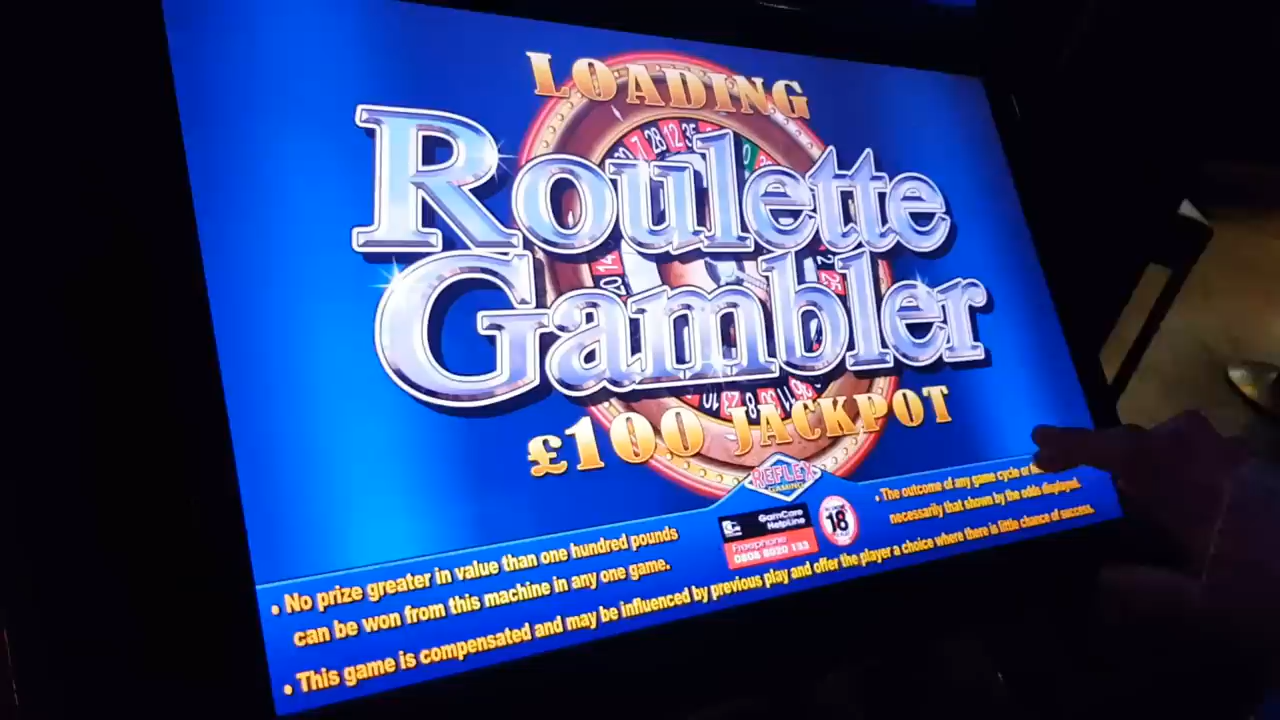 LOADING
Roulette
Gambler
£100 JACKPOT
REFLEX
GAMING
GamCare
HelpLine
Freephone
0808 8020 133
18
• The outcome of any game cycle or
necessarily that shown by the odds displayed.
• No prize greater in value than one hundred pounds
can be won from this machine in any one game.
• This game is compensated and may be influenced by previous play and offer the player a choice where there is little chance of success.